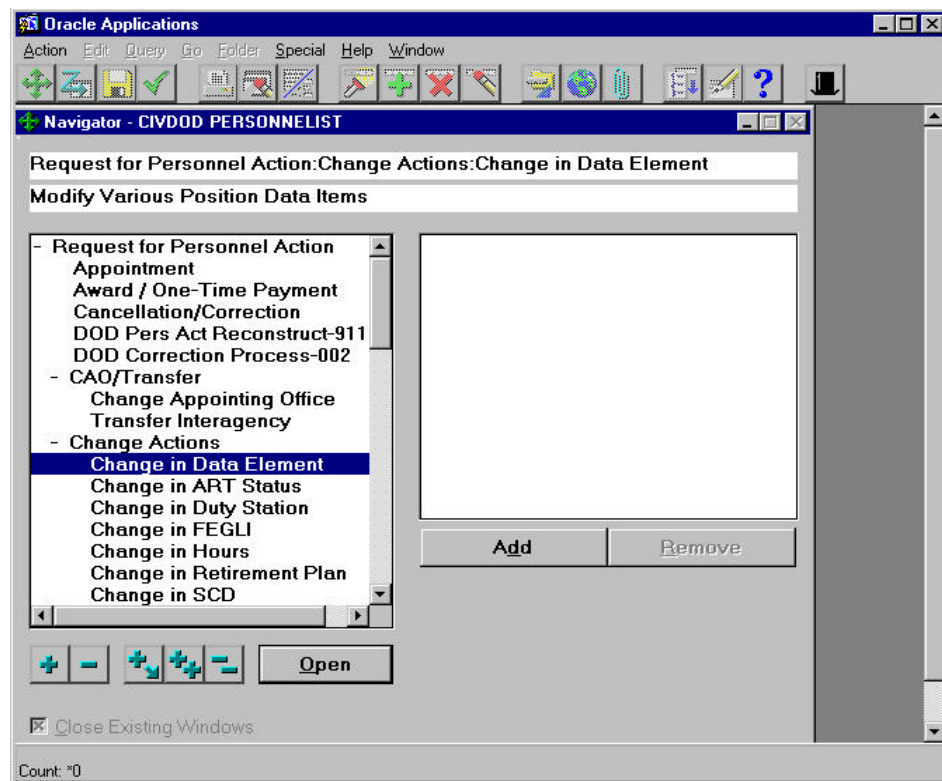 Oracle Applications
Action Edit Query Go Folder Special Help Window
Navigator - CIVDOD PERSONNELIST
Request for Personnel Action:Change Actions:Change in Data Element
Modify Various Position Data Items
- Request for Personnel Action
Appointment
Award / One-Time Payment
Cancellation/Correction
DOD Pers Act Reconstruct-911
DOD Correction Process-002
- CAO/Transfer
Change Appointing Office
Transfer Interagency
- Change Actions
Change in Data Element
Change in ART Status
Change in Duty Station
Change in FEGLI
Change in Hours
Change in Retirement Plan
Change in SCD
Add Remove
Open
Close Existing Windows
Count: *0